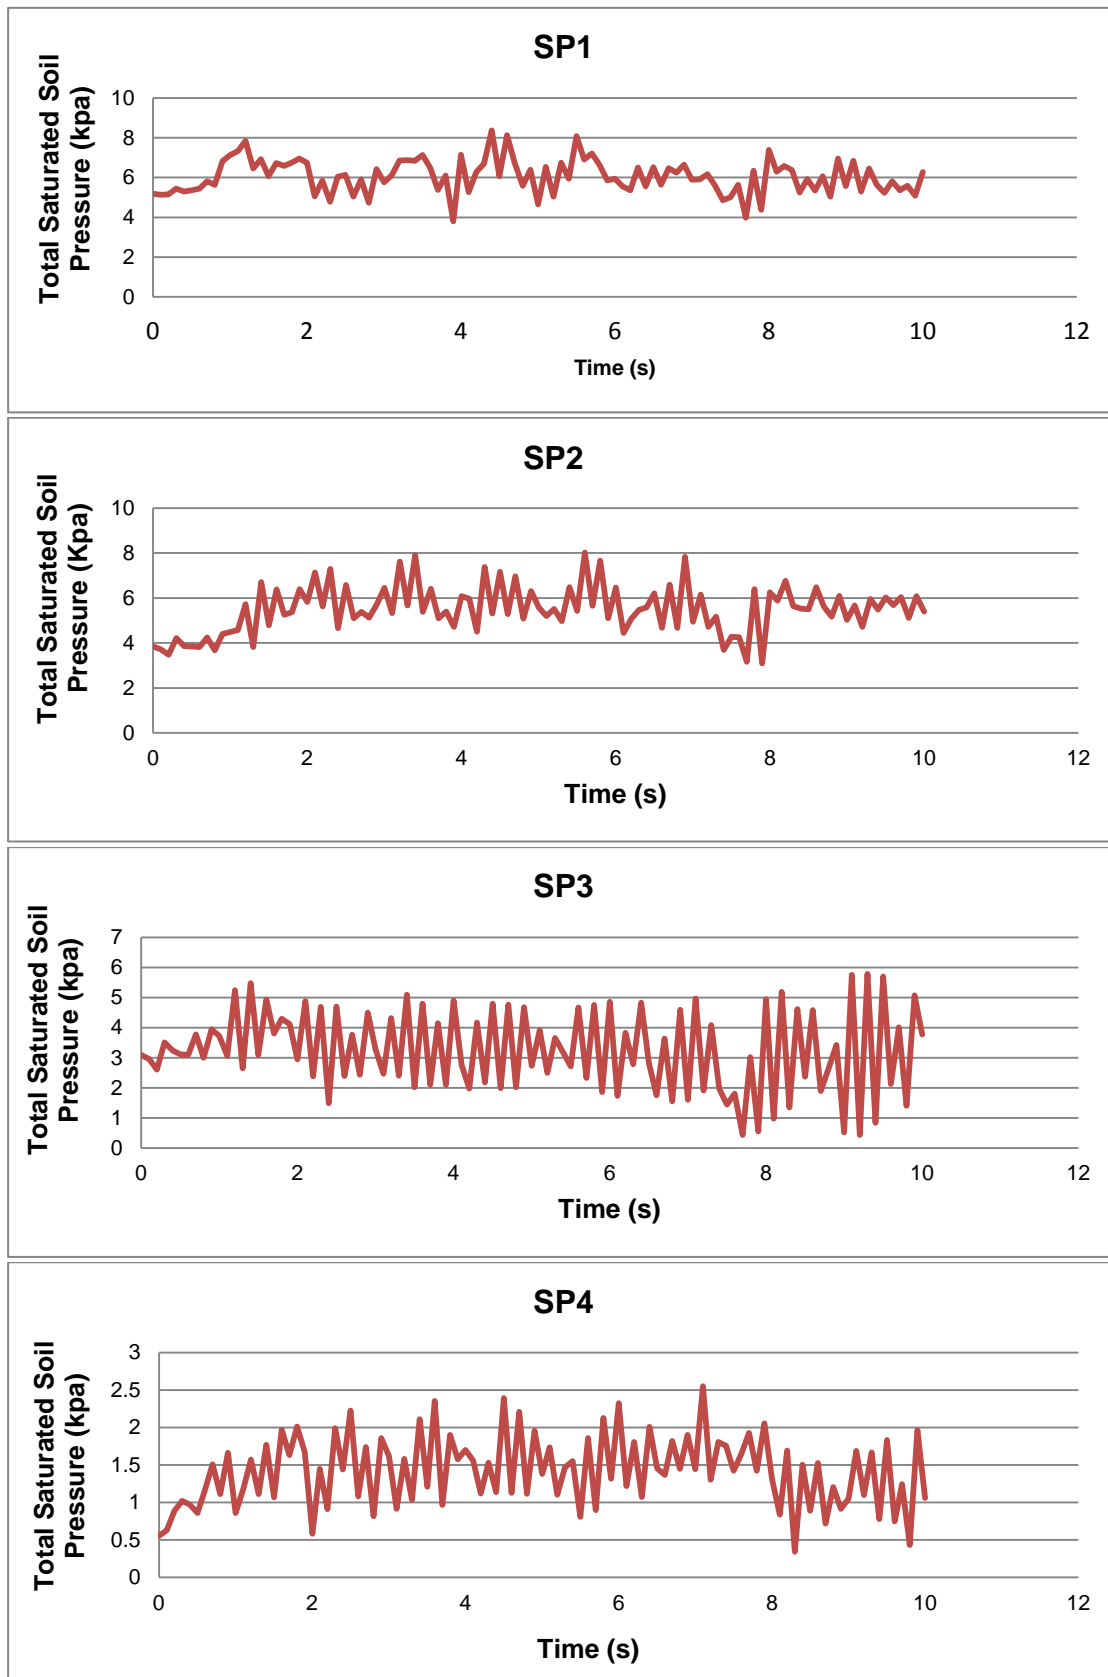 SP1
Total Saturated Soil
Pressure (kpa)
10
8
6
4
2
0
0 2 4 6 8 10 12
Time (s)
SP2
Total Saturated Soil
Pressure (Kpa)
10
8
6
4
2
0
0 2 4 6 8 10 12
Time (s)
SP3
Total Saturated Soil
Pressure (kpa)
7
6
5
4
3
2
1
0
0 2 4 6 8 10 12
Time (s)
SP4
Total Saturated Soil
Pressure (kpa)
3
2.5
2
1.5
1
0.5
0
0 2 4 6 8 10 12
Time (s)